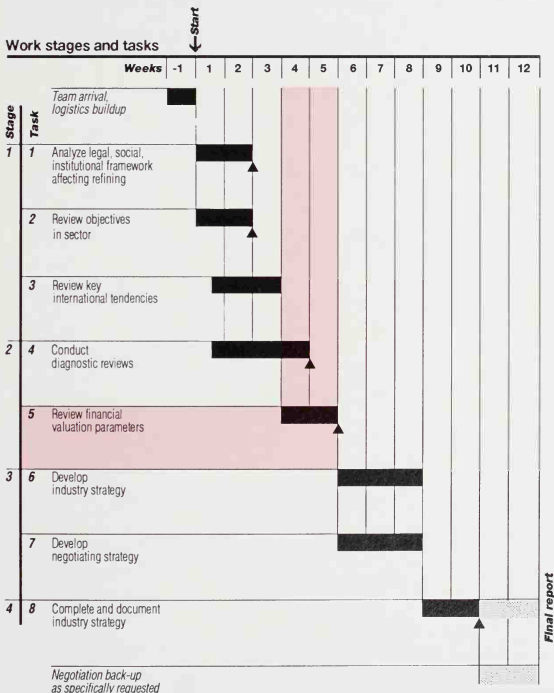 Start
Work stages and tasks
Weeks -1 1 2 3 4 5 6 7 8 9 10 11 12
Stage
Task
Team arrival,
logistics buildup
1 1 Analyze legal, social,
institutional framework
affecting refining
2 Review objectives
in sector
3 Review key
international tendencies
2 4 Conduct
diagnostic reviews
5 Review financial
valuation parameters
3 6 Develop
industry strategy
7 Develop
negotiating strategy
4 8 Complete and document
industry strategy
Final report
Negotiation back-up
as specifically requested